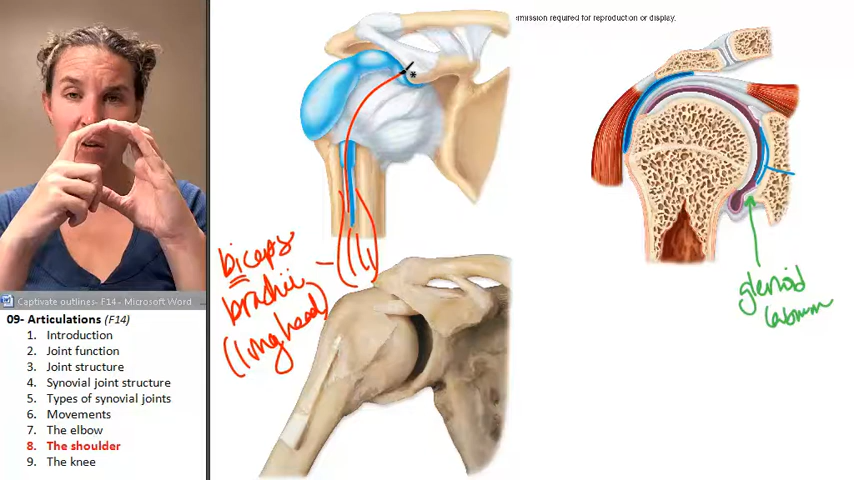 emission required for reproduction or display.
biceps
brachii
(long head)
glenoid
labrum
Captivate outlines- F14 - Microsoft Word
09- Articulations (F14)
1. Introduction
2. Joint function
3. Joint structure
4. Synovial joint structure
5. Types of synovial joints
6. Movements
7. The elbow
8. The shoulder
9. The knee